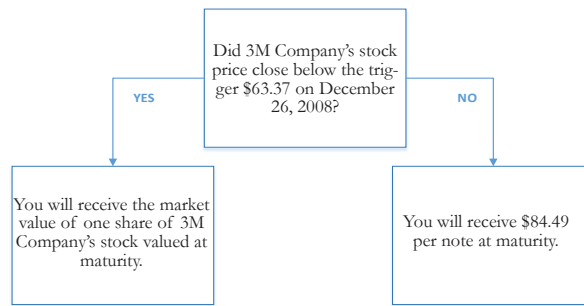 Did 3M Company's stock
price close below the trig-
ger $63.37 on December
26, 2008?
YES
NO
You will receive the market
value of one share of 3M
Company's stock valued at
maturity.
You will receive $84.49
per note at maturity.